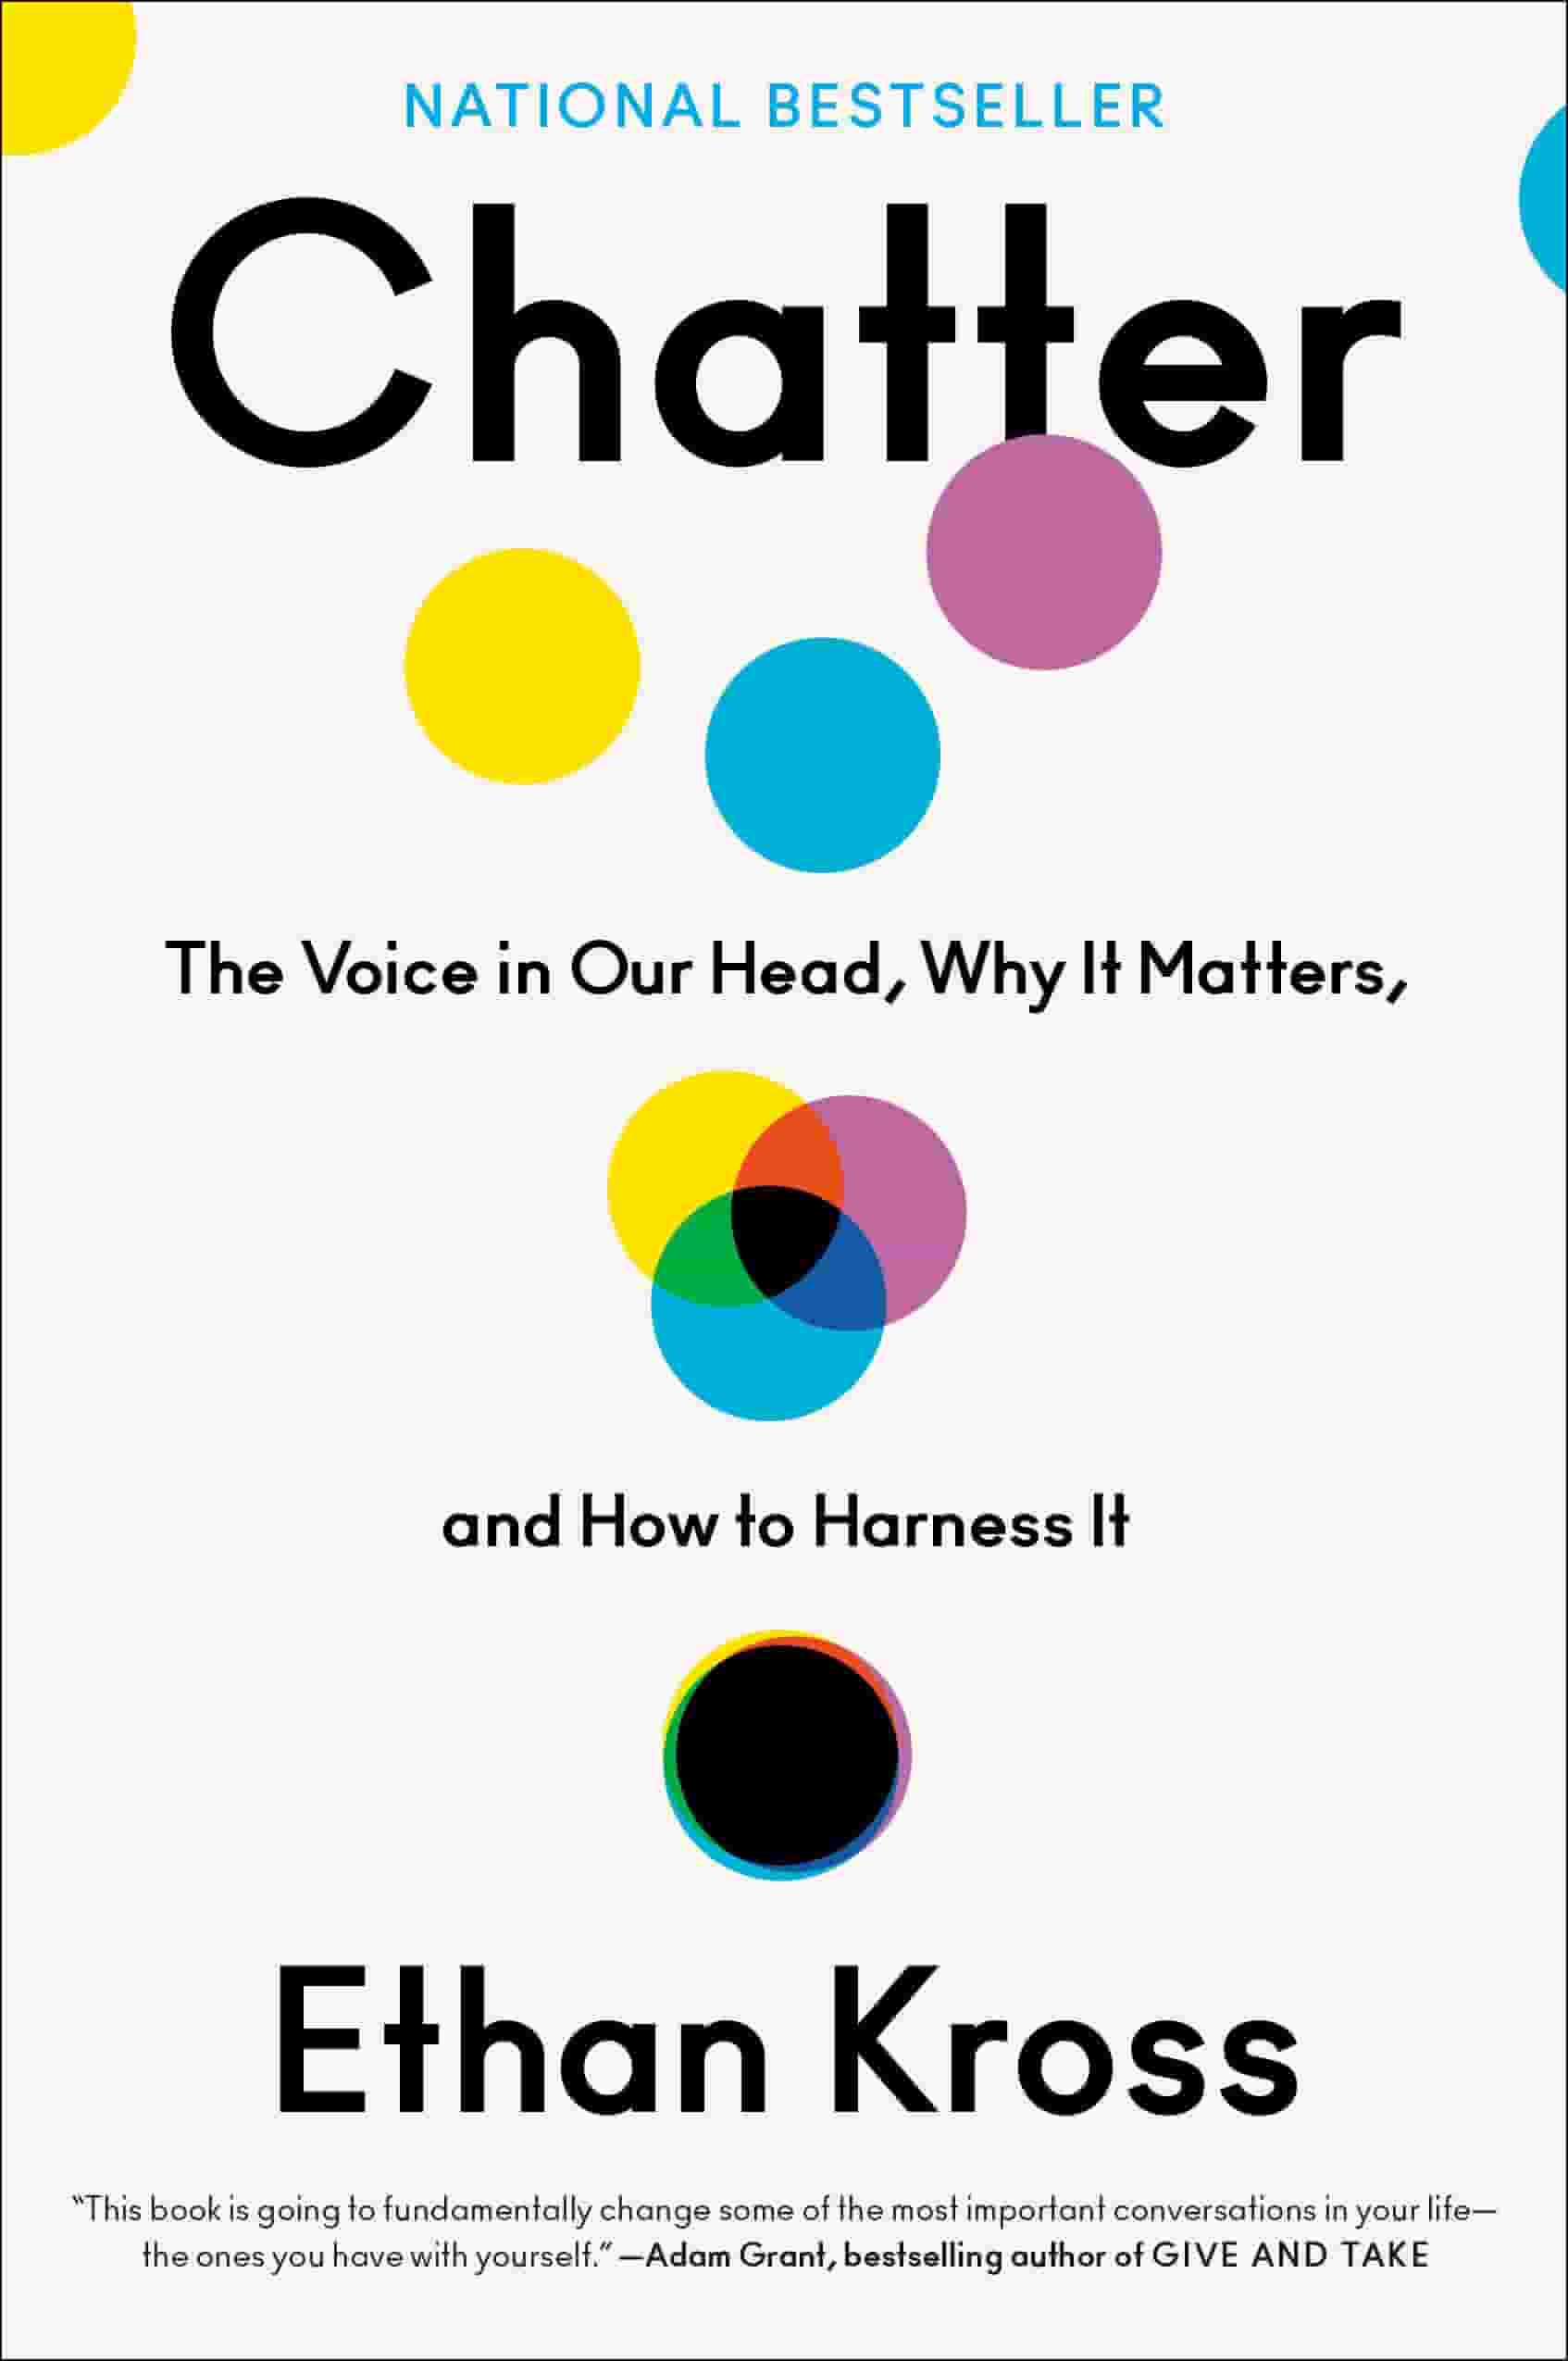 NATIONAL BESTSELLER
Chatter
The Voice in Our Head, Why It Matters,
and How to Harness It
Ethan Kross
“This book is going to fundamentally change some of the most important conversations in your life—
the ones you have with yourself.” —Adam Grant, bestselling author of GIVE AND TAKE